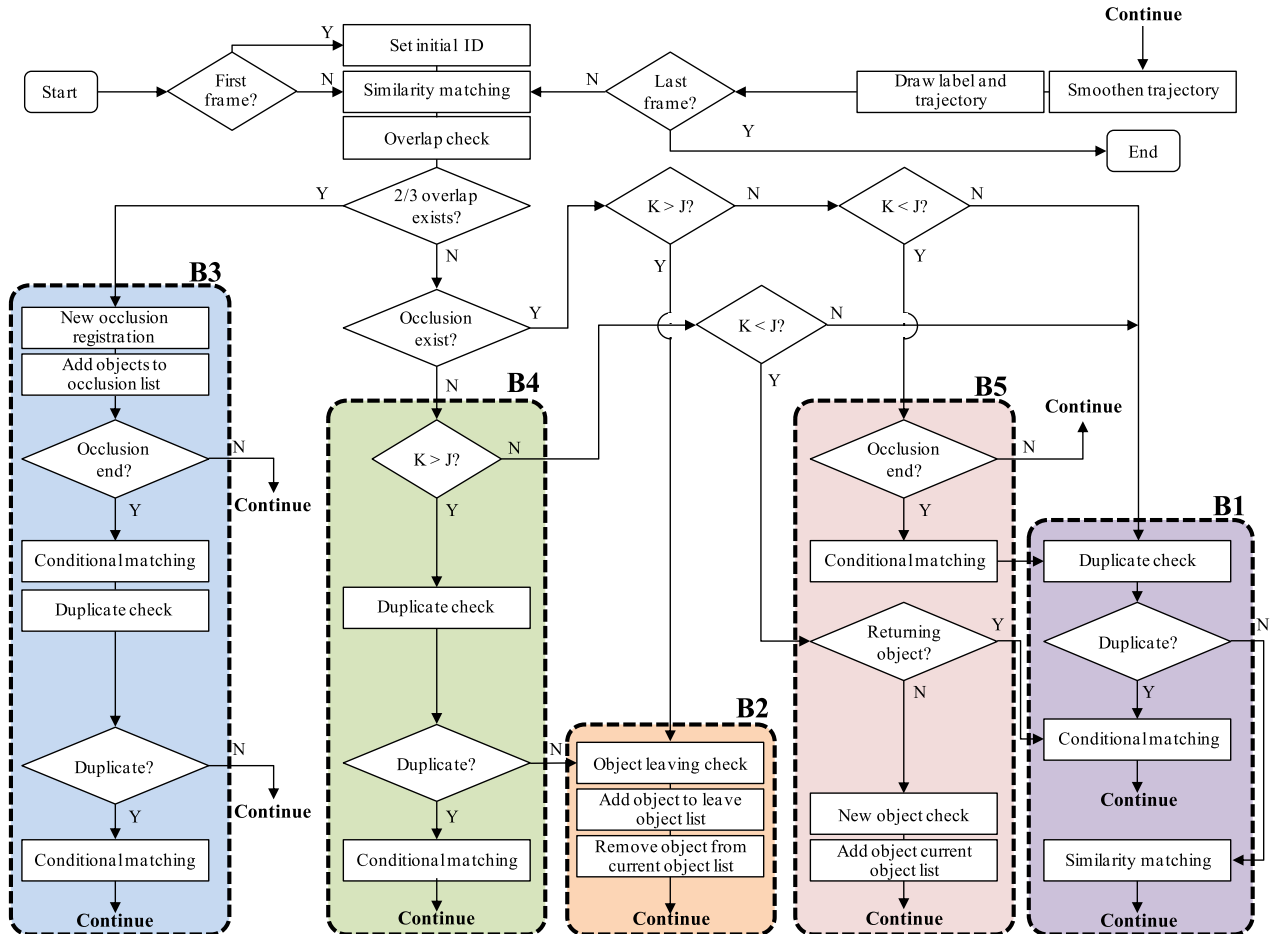 Continue
Y
Set initial ID
Start
First
frame?
N
Similarity matching
N
Last
frame?
Draw label and
trajectory
Smoothen trajectory
Overlap check
Y
End
Y
2/3 overlap
exists?
K > J?
N
K < J?
N
N
Y
Y
B3
New occlusion
registration
Occlusion
exist?
Y
K < J?
N
Add objects to
occlusion list
N
B4
Y
B5
Continue
Occlusion
end?
N
K > J?
N
Occlusion
end?
N
Continue
Y
Y
Y
B1
Conditional matching
Conditional matching
Duplicate check
Duplicate check
Duplicate check
Returning
object?
Y
Duplicate?
N
N
Y
B2
Duplicate?
N
Continue
Duplicate?
N
Object leaving check
Conditional matching
Y
Y
Add object to leave
object list
New object check
Continue
Conditional matching
Conditional matching
Remove object from
current object list
Add object current
object list
Similarity matching
Continue
Continue
Continue
Continue
Continue